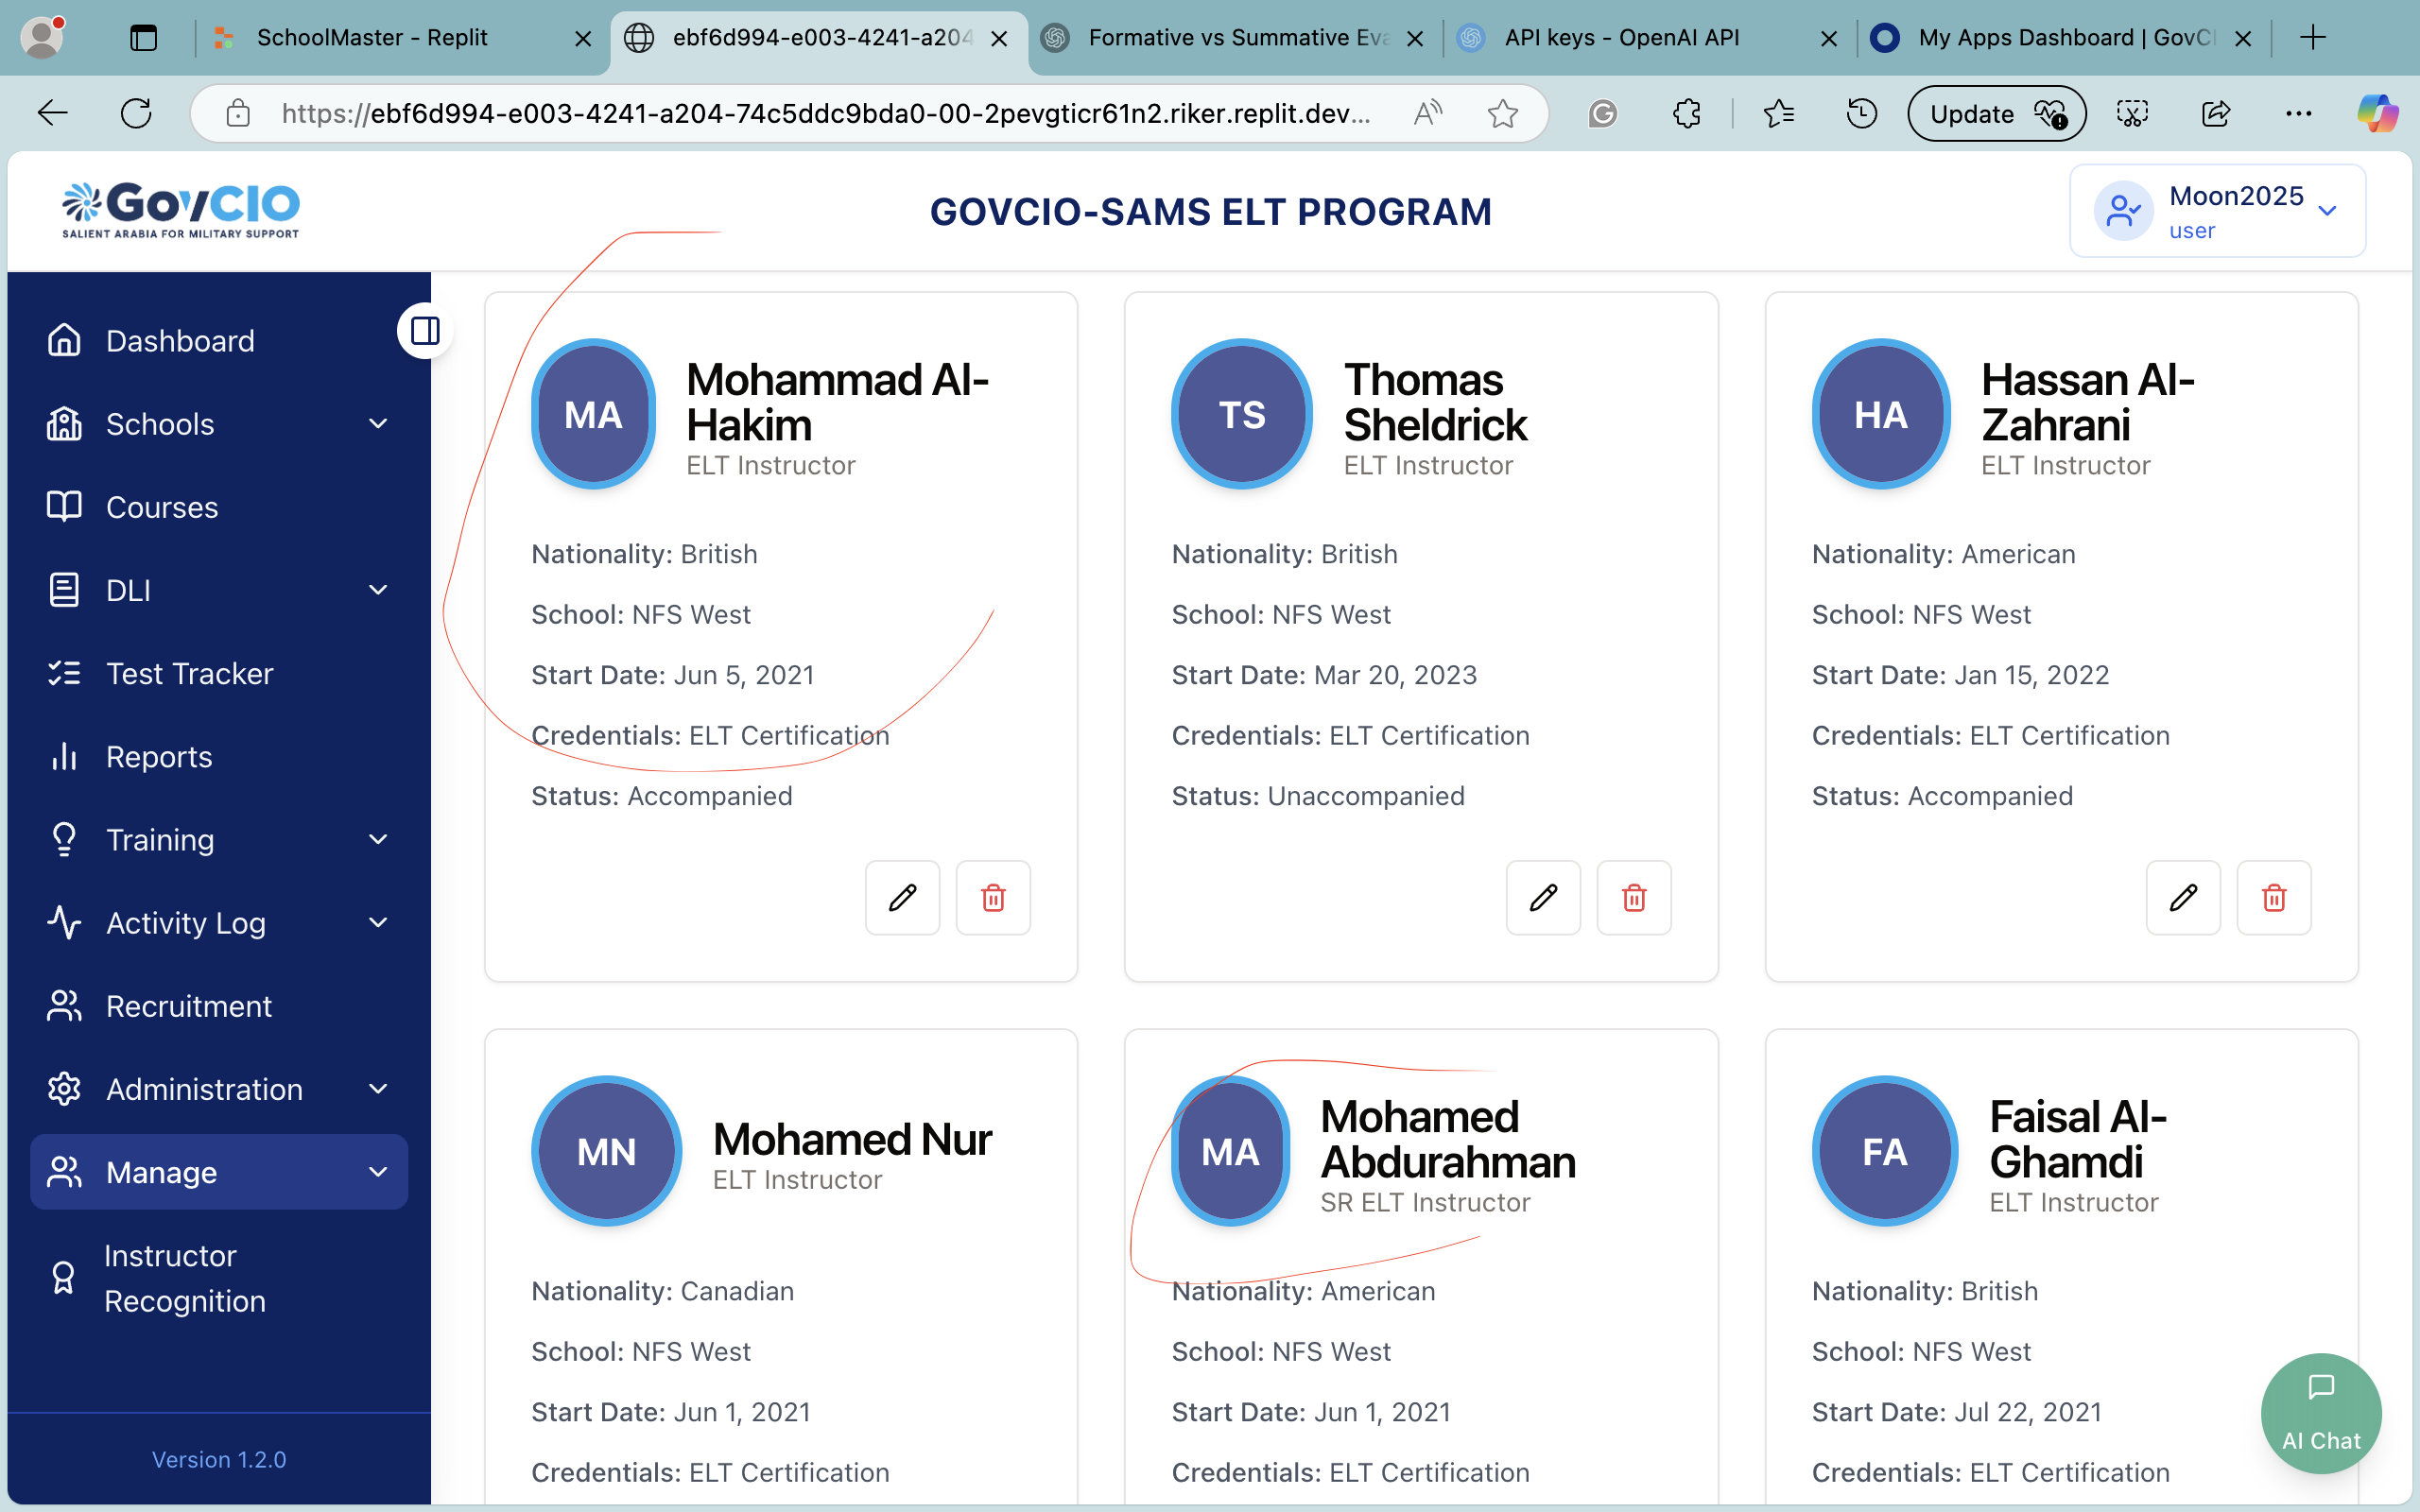 SchoolMaster - Replit
ebf6d994-e003-4241-a204
Formative vs Summative Eva
API keys - OpenAI API
My Apps Dashboard | GovCI
https://ebf6d994-e003-4241-a204-74c5ddc9bda0-00-2pevgticr61n2.riker.replit.dev...
Update
GovCIO
SALIENT ARABIA FOR MILITARY SUPPORT
GOVCIO-SAMS ELT PROGRAM
Moon2025
user
Dashboard
Schools
Courses
DLI
Test Tracker
Reports
Training
Activity Log
Recruitment
Administration
Manage
Instructor
Recognition
Version 1.2.0
MA
Mohammad Al-
Hakim
ELT Instructor
Nationality: British
School: NFS West
Start Date: Jun 5, 2021
Credentials: ELT Certification
Status: Accompanied
TS
Thomas
Sheldrick
ELT Instructor
Nationality: British
School: NFS West
Start Date: Mar 20, 2023
Credentials: ELT Certification
Status: Unaccompanied
HA
Hassan Al-
Zahrani
ELT Instructor
Nationality: American
School: NFS West
Start Date: Jan 15, 2022
Credentials: ELT Certification
Status: Accompanied
MN
Mohamed Nur
ELT Instructor
Nationality: Canadian
School: NFS West
Start Date: Jun 1, 2021
Credentials: ELT Certification
MA
Mohamed
Abdurahman
SR ELT Instructor
Nationality: American
School: NFS West
Start Date: Jun 1, 2021
Credentials: ELT Certification
FA
Faisal Al-
Ghamdi
ELT Instructor
Nationality: British
School: NFS West
Start Date: Jul 22, 2021
Credentials: ELT Certification
AI Chat